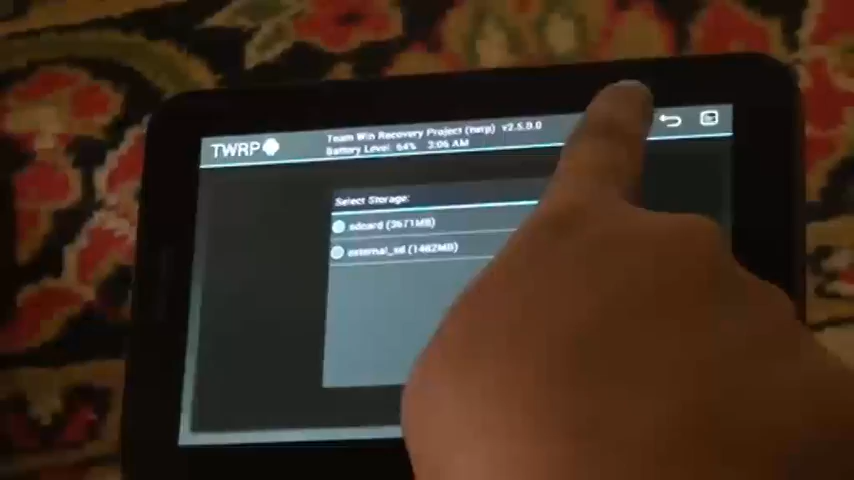 TWRP
Team Win Recovery Project (twrp) v2.5.0.0
Battery Level: 64% 3:06 AM
Select Storage:
sdcard (3671MB)
external_sd (1482MB)